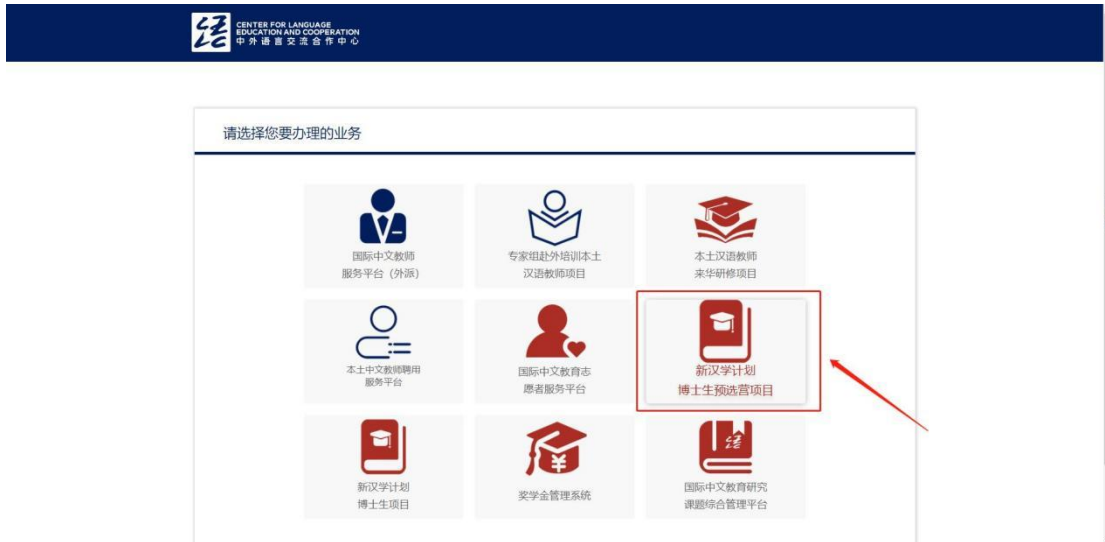 CENTER FOR LANGUAGE
EDUCATION AND COOPERATION
中外语言交流合作中心
请选择您要办理的业务
国际中文教师
服务平台（外派）
专家组赴外培训本土
汉语教师项目
本土汉语教师
来华研修项目
本土中文教师聘用
服务平台
国际中文教育志
愿者服务平台
新汉学计划
博士生预选营项目
新汉学计划
博士生项目
奖学金管理系统
国际中文教育研究
课题综合管理平台